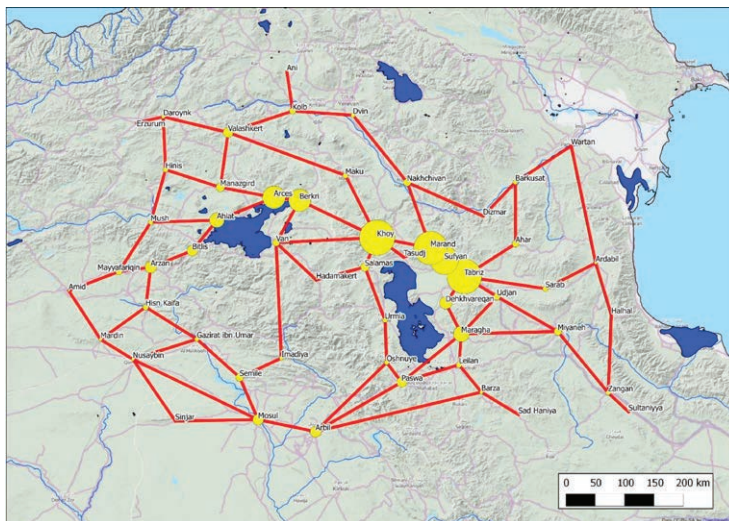 Ani
Kolb
Dvin
Daroynk
Erzurum
Valashkert
Wartan
Hinis
Manazgird
Maku
Nakhchivan
Barkusat
Arces
Berkri
Dizmar
Mush
Ahlat
Khoy
Marand
Ahar
Van
Bitlis
Tasudj
Sufyan
Mayyafariqin
Arzan
Salamas
Tabriz
Ardabil
Hadamakert
Amid
Sarab
Hisn Kaifa
Dehkhvareqan
Udjan
Halhal
Urmia
Mardin
Gazirat Ibn Umar
Maragha
Miyaneh
Nusaybin
Imadiya
Oshnuye
Leilan
Semile
Paswa
Barza
Zangan
Sinjar
Mosul
Sad Haniya
Sultaniyya
Arbil
0 50 100 150 200 km